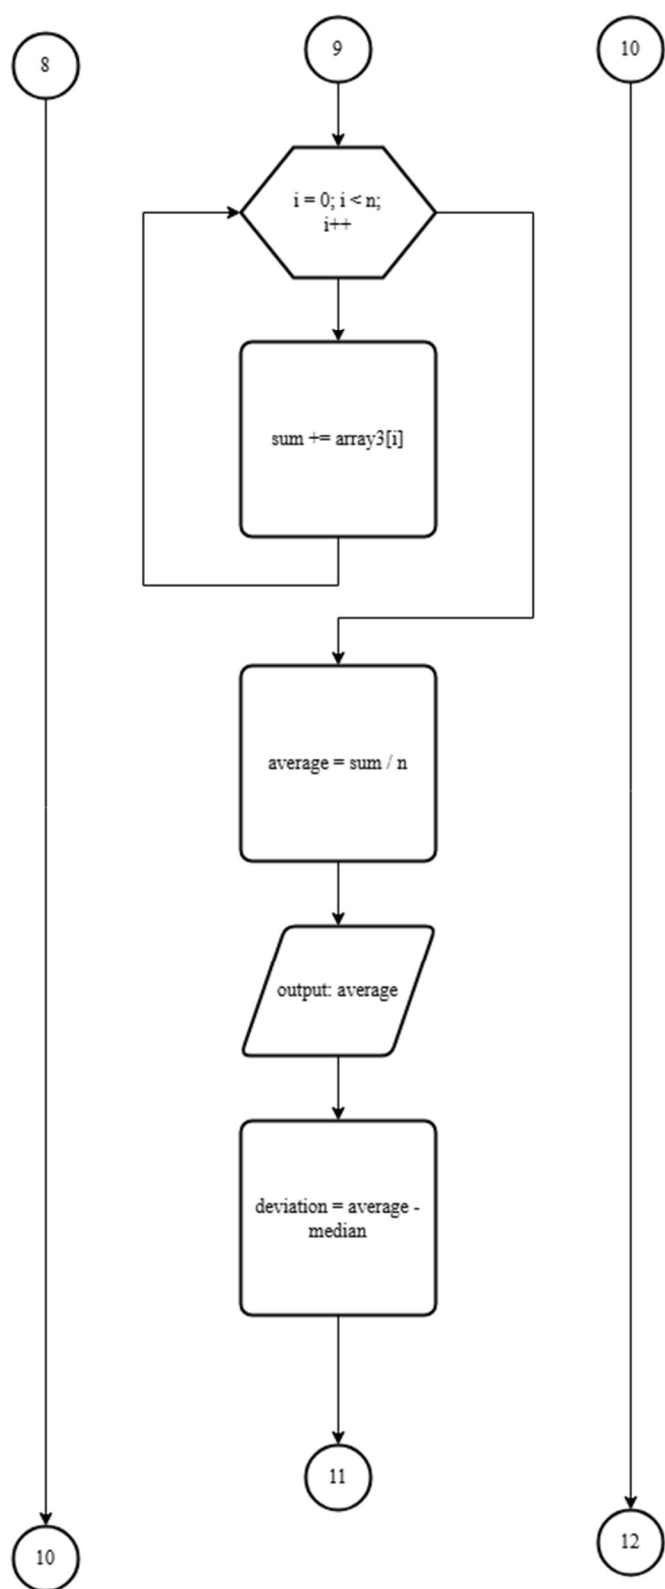 8
9
10
i = 0; i < n;
i++
sum += array3[i]
average = sum / n
output: average
deviation = average -
median
11
10
12